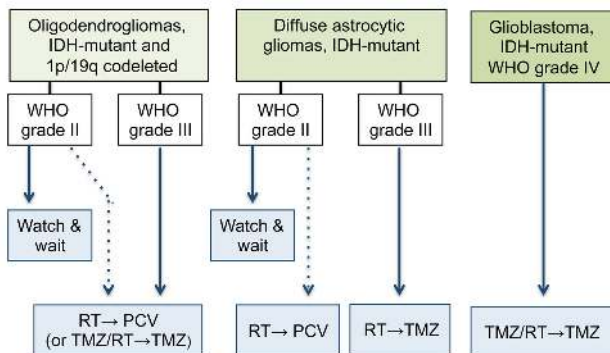 Oligodendrogliomas,
IDH-mutant and
1p/19q codeleted
Diffuse astrocytic
gliomas, IDH-mutant
Glioblastoma,
IDH-mutant
WHO grade IV
WHO
grade II
WHO
grade III
WHO
grade II
WHO
grade III
Watch &
wait
Watch &
wait
RT→ PCV
(or TMZ/RT→TMZ)
RT→ PCV
RT→TMZ
TMZ/RT→TMZ